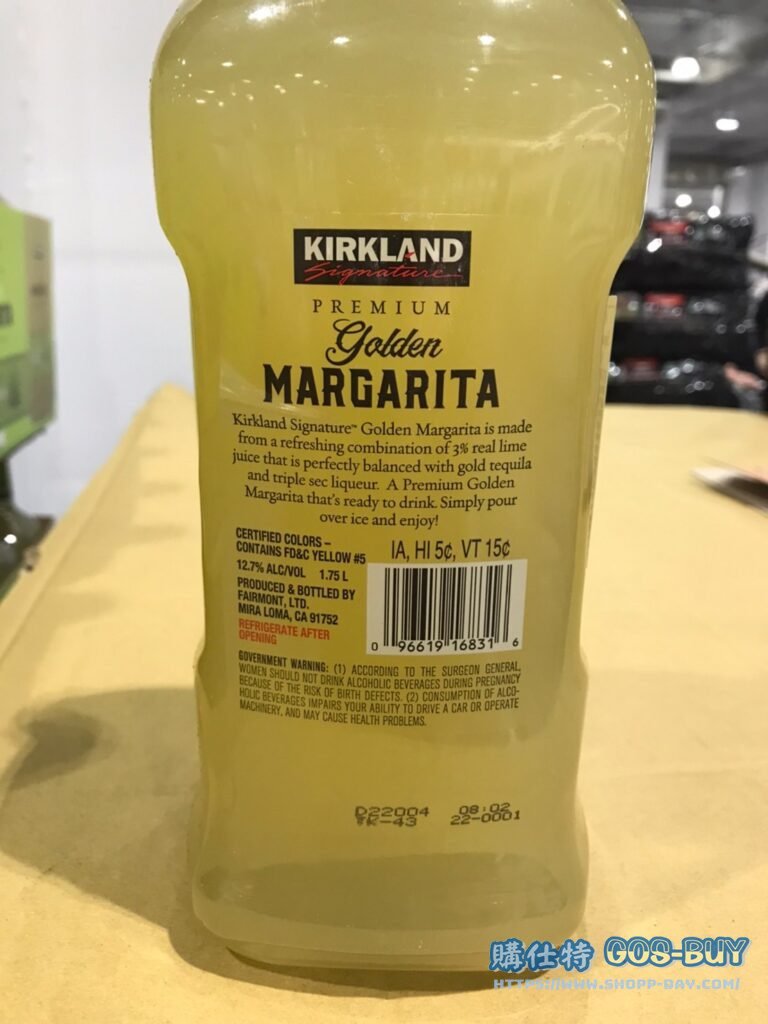 KIRKLAND
Signature
PREMIUM
Golden
MARGARITA
Kirkland Signature™ Golden Margarita is made
from a refreshing combination of 3% real lime
juice that is perfectly balanced with gold tequila
and triple sec liqueur. A Premium Golden
Margarita that's ready to drink. Simply pour
over ice and enjoy!
CERTIFIED COLORS –
CONTAINS FD&C YELLOW #5
12.7% ALC/VOL 1.75 L
PRODUCED & BOTTLED BY
FAIRMONT, LTD.
MIRA LOMA, CA 91752
REFRIGERATE AFTER
OPENING
IA, HI 5¢, VT 15¢
0 96619 16831 6
GOVERNMENT WARNING: (1) ACCORDING TO THE SURGEON GENERAL,
WOMEN SHOULD NOT DRINK ALCOHOLIC BEVERAGES DURING PREGNANCY
BECAUSE OF THE RISK OF BIRTH DEFECTS. (2) CONSUMPTION OF ALCO-
HOLIC BEVERAGES IMPAIRS YOUR ABILITY TO DRIVE A CAR OR OPERATE
MACHINERY, AND MAY CAUSE HEALTH PROBLEMS.
D22004 08:02
22-0001
購仕特 GOS-BUY
HTTPS://WWW.SHOPP-DAY.COM/